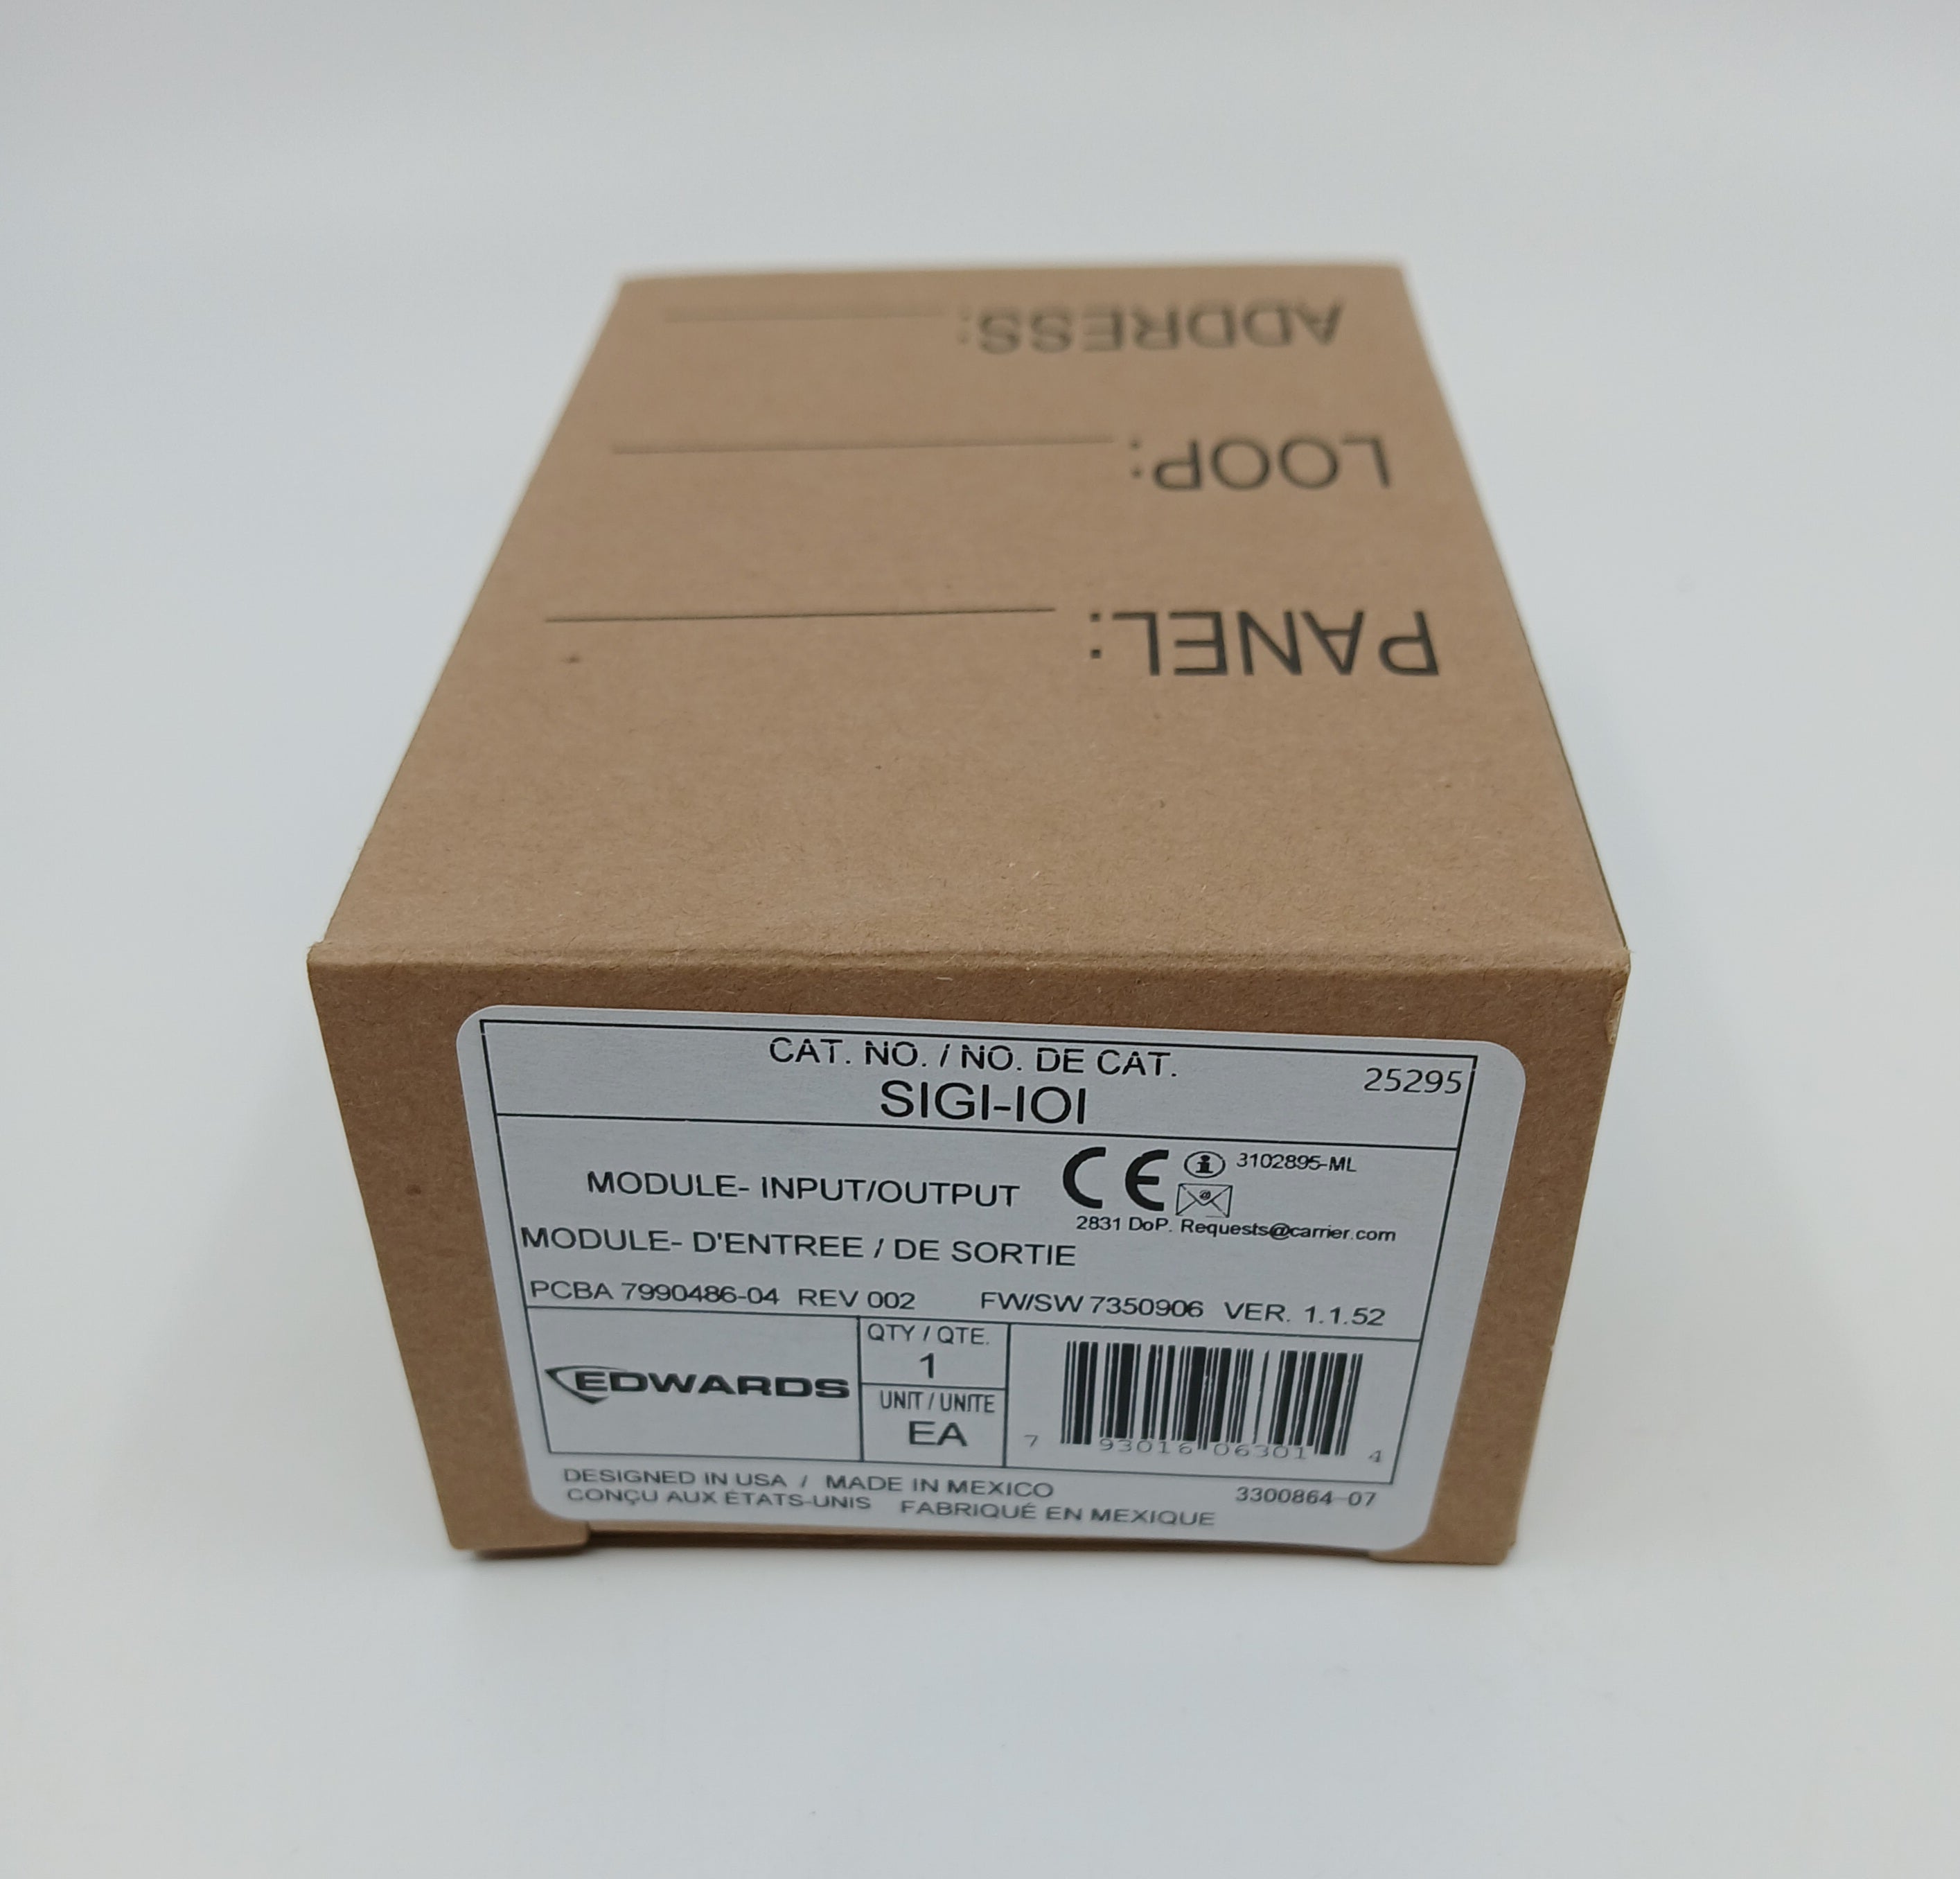 ADDRESS:
LOOP:
PANEL:
CAT. NO. / NO. DE CAT.
SIGI-IOI
25295
MODULE- INPUT/OUTPUT
3102895-ML
2831 DoP. Requests@carrier.com
MODULE- D'ENTREE / DE SORTIE
PCBA 7990486-04 REV 002 FW/SW 7350906 VER. 1.1.52
EDWARDS
QTY / QTE.
1
UNIT / UNITE
EA
7 93016 06301 4
DESIGNED IN USA / MADE IN MEXICO
CONÇU AUX ÉTATS-UNIS FABRIQUÉ EN MEXIQUE
3300864-07